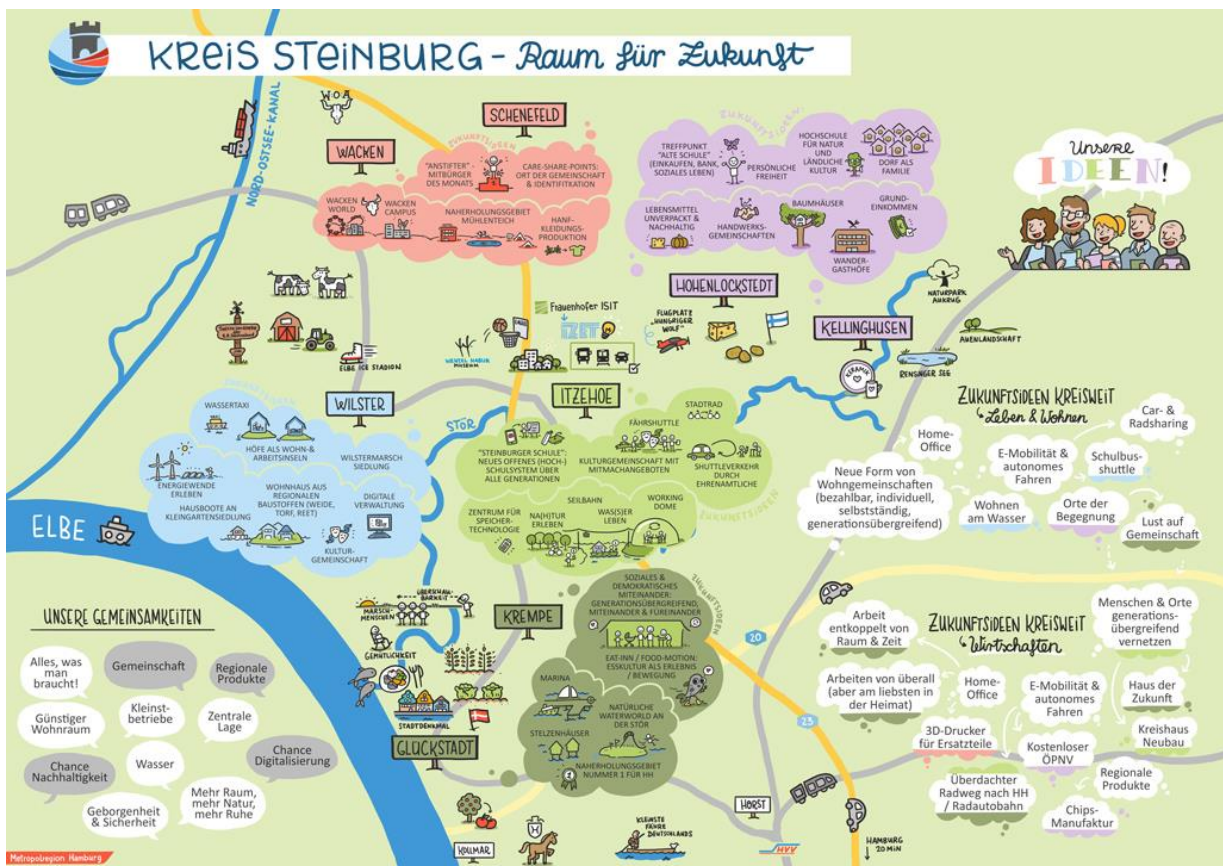 KREIS STEINBURG - Raum für Zukunft
NORD-OSTSEE-KANAL
W:O:A
SCHENEFELD
WACKEN
ZUKUNFTSIDEEN
"ANSTIFTER" -
MITBÜRGER
DES MONATS
CARE-SHARE-POINTS:
ORT DER GEMEINSCHAFT
& IDENTIFIKATION
WACKEN
WORLD
WACKEN
CAMPUS
NAHERHOLUNGSGEBIET
MÜHLENTEICH
HANF-
KLEIDUNGS-
PRODUKTION
ZUKUNFTSIDEEN
TREFFPUNKT
"ALTE SCHULE"
(EINKAUFEN, BANK,
SOZIALES LEBEN)
PERSÖNLICHE
FREIHEIT
HOCHSCHULE
FÜR NATUR
UND
LÄNDLICHE
KULTUR
DORF ALS
FAMILIE
LEBENSMITTEL
UNVERPACKT &
NACHHALTIG
HANDWERKS-
GEMEINSCHAFTEN
BAUMHÄUSER
GRUND-
EINKOMMEN
WANDER-
GASTHÖFE
Unsere
IDEEN!
HOHENLOCKSTEDT
KELLINGHUSEN
NATURPARK
AUKRUG
AUENLANDSCHAFT
RENSINGER SEE
KERAMIK
FLUGPLATZ
"HUNGRIGER
WOLF"
Frauenhofer ISIT
IZET
WENZEL HABLIK
MUSEUM
ELBE ICE STADION
WILSTER
ITZEHOE
STÖR
ZUKUNFTSIDEEN
WASSERTAXI
HÖFE ALS WOHN-&
ARBEITSINSELN
WILSTERMARSCH
SIEDLUNG
ENERGIEWENDE
ERLEBEN
WOHNHAUS AUS
REGIONALEN
BAUSTOFFEN (WEIDE,
TORF, REET)
DIGITALE
VERWALTUNG
HAUSBOOTE AN
KLEINGARTENSIEDLUNG
KULTUR-
GEMEINSCHAFT
STADTRAD
FÄHRSHUTTLE
"STEINBURGER SCHULE":
NEUES OFFENES (HOCH-)
SCHULSYSTEM ÜBER
ALLE GENERATIONEN
KULTURGEMEINSCHAFT MIT
MITMACHANGEBOTEN
SHUTTLEVERKEHR
DURCH
EHRENAMTLICHE
SEILBAHN
ZENTRUM FÜR
SPEICHER-
TECHNOLOGIE
NA(H)TUR
ERLEBEN
WAS(S)ER
LEBEN
WORKING
DOME
ZUKUNFTSIDEEN
ELBE
KREMPE
ZUKUNFTSIDEEN
SOZIALES &
DEMOKRATISCHES
MITEINANDER:
GENERATIONSÜBERGREIFEND,
MITEINANDER & FÜREINANDER
EAT-INN / FOOD-MOTION:
ESSKULTUR ALS ERLEBNIS
/ BEWEGUNG
MARINA
NATÜRLICHE
WATERWORLD AN
DER STÖR
STELZENHÄUSER
NAHERHOLUNGSGEBIET
NUMMER 1 FÜR HH
MARSCH-
MENSCHEN
ÜBERSCHAU-
BARKEIT
GEMÜTLICHKEIT
STADTDENKMAL
GLÜCKSTADT
KOLLMAR
KLEINSTE
FÄHRE
DEUTSCHLANDS
HORST
HVV
HAMBURG
20 MIN
20
23
UNSERE GEMEINSAMKEITEN
Alles, was
man
braucht!
Gemeinschaft
Regionale
Produkte
Günstiger
Wohnraum
Kleinst-
betriebe
Zentrale
Lage
Chance
Nachhaltigkeit
Wasser
Chance
Digitalisierung
Geborgenheit
& Sicherheit
Mehr Raum,
mehr Natur,
mehr Ruhe
ZUKUNFTSIDEEN KREISWEIT
Leben & Wohnen
Car- &
Radsharing
Home-
Office
E-Mobilität &
autonomes
Fahren
Schulbus-
shuttle
Neue Form von
Wohngemeinschaften
(bezahlbar, individuell,
selbstständig,
generationsübergreifend)
Wohnen
am Wasser
Orte der
Begegnung
Lust auf
Gemeinschaft
ZUKUNFTSIDEEN KREISWEIT
Wirtschaften
Arbeit
entkoppelt von
Raum & Zeit
Menschen & Orte
generations-
übergreifend
vernetzen
Arbeiten von überall
(aber am liebsten in
der Heimat)
Home-
Office
E-Mobilität &
autonomes
Fahren
Haus der
Zukunft
3D-Drucker
für Ersatzteile
Kostenloser
ÖPNV
Kreishaus
Neubau
Überdachter
Radweg nach HH
/ Radautobahn
Regionale
Produkte
Chips-
Manufaktur
Metropolregion Hamburg